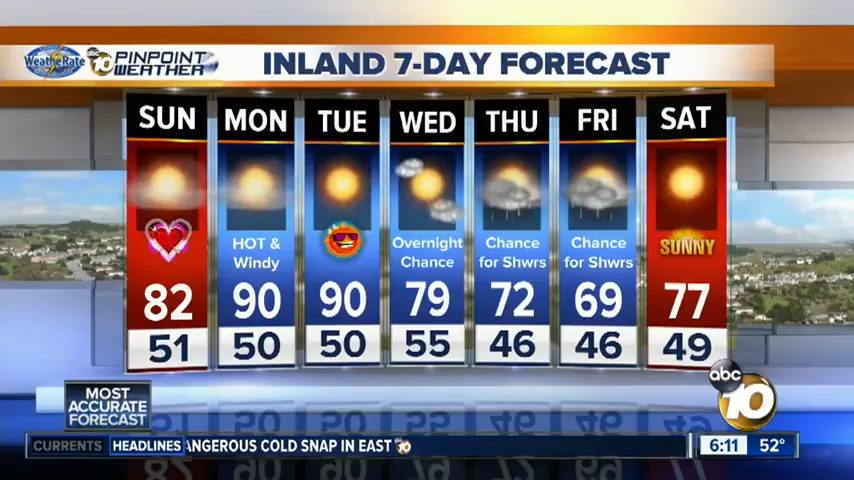 WeatheRate
abc 10 PINPOINT
WEATHER
INLAND 7-DAY FORECAST
SUN MON TUE WED THU FRI SAT
HOT & Windy
Overnight Chance
Chance for Shwrs
Chance for Shwrs
SUNNY
82 90 90 79 72 69 77
51 50 50 55 46 46 49
MOST
ACCURATE
FORECAST
abc 10
CURRENTS HEADLINES ANGEROUS COLD SNAP IN EAST 10 6:11 52°